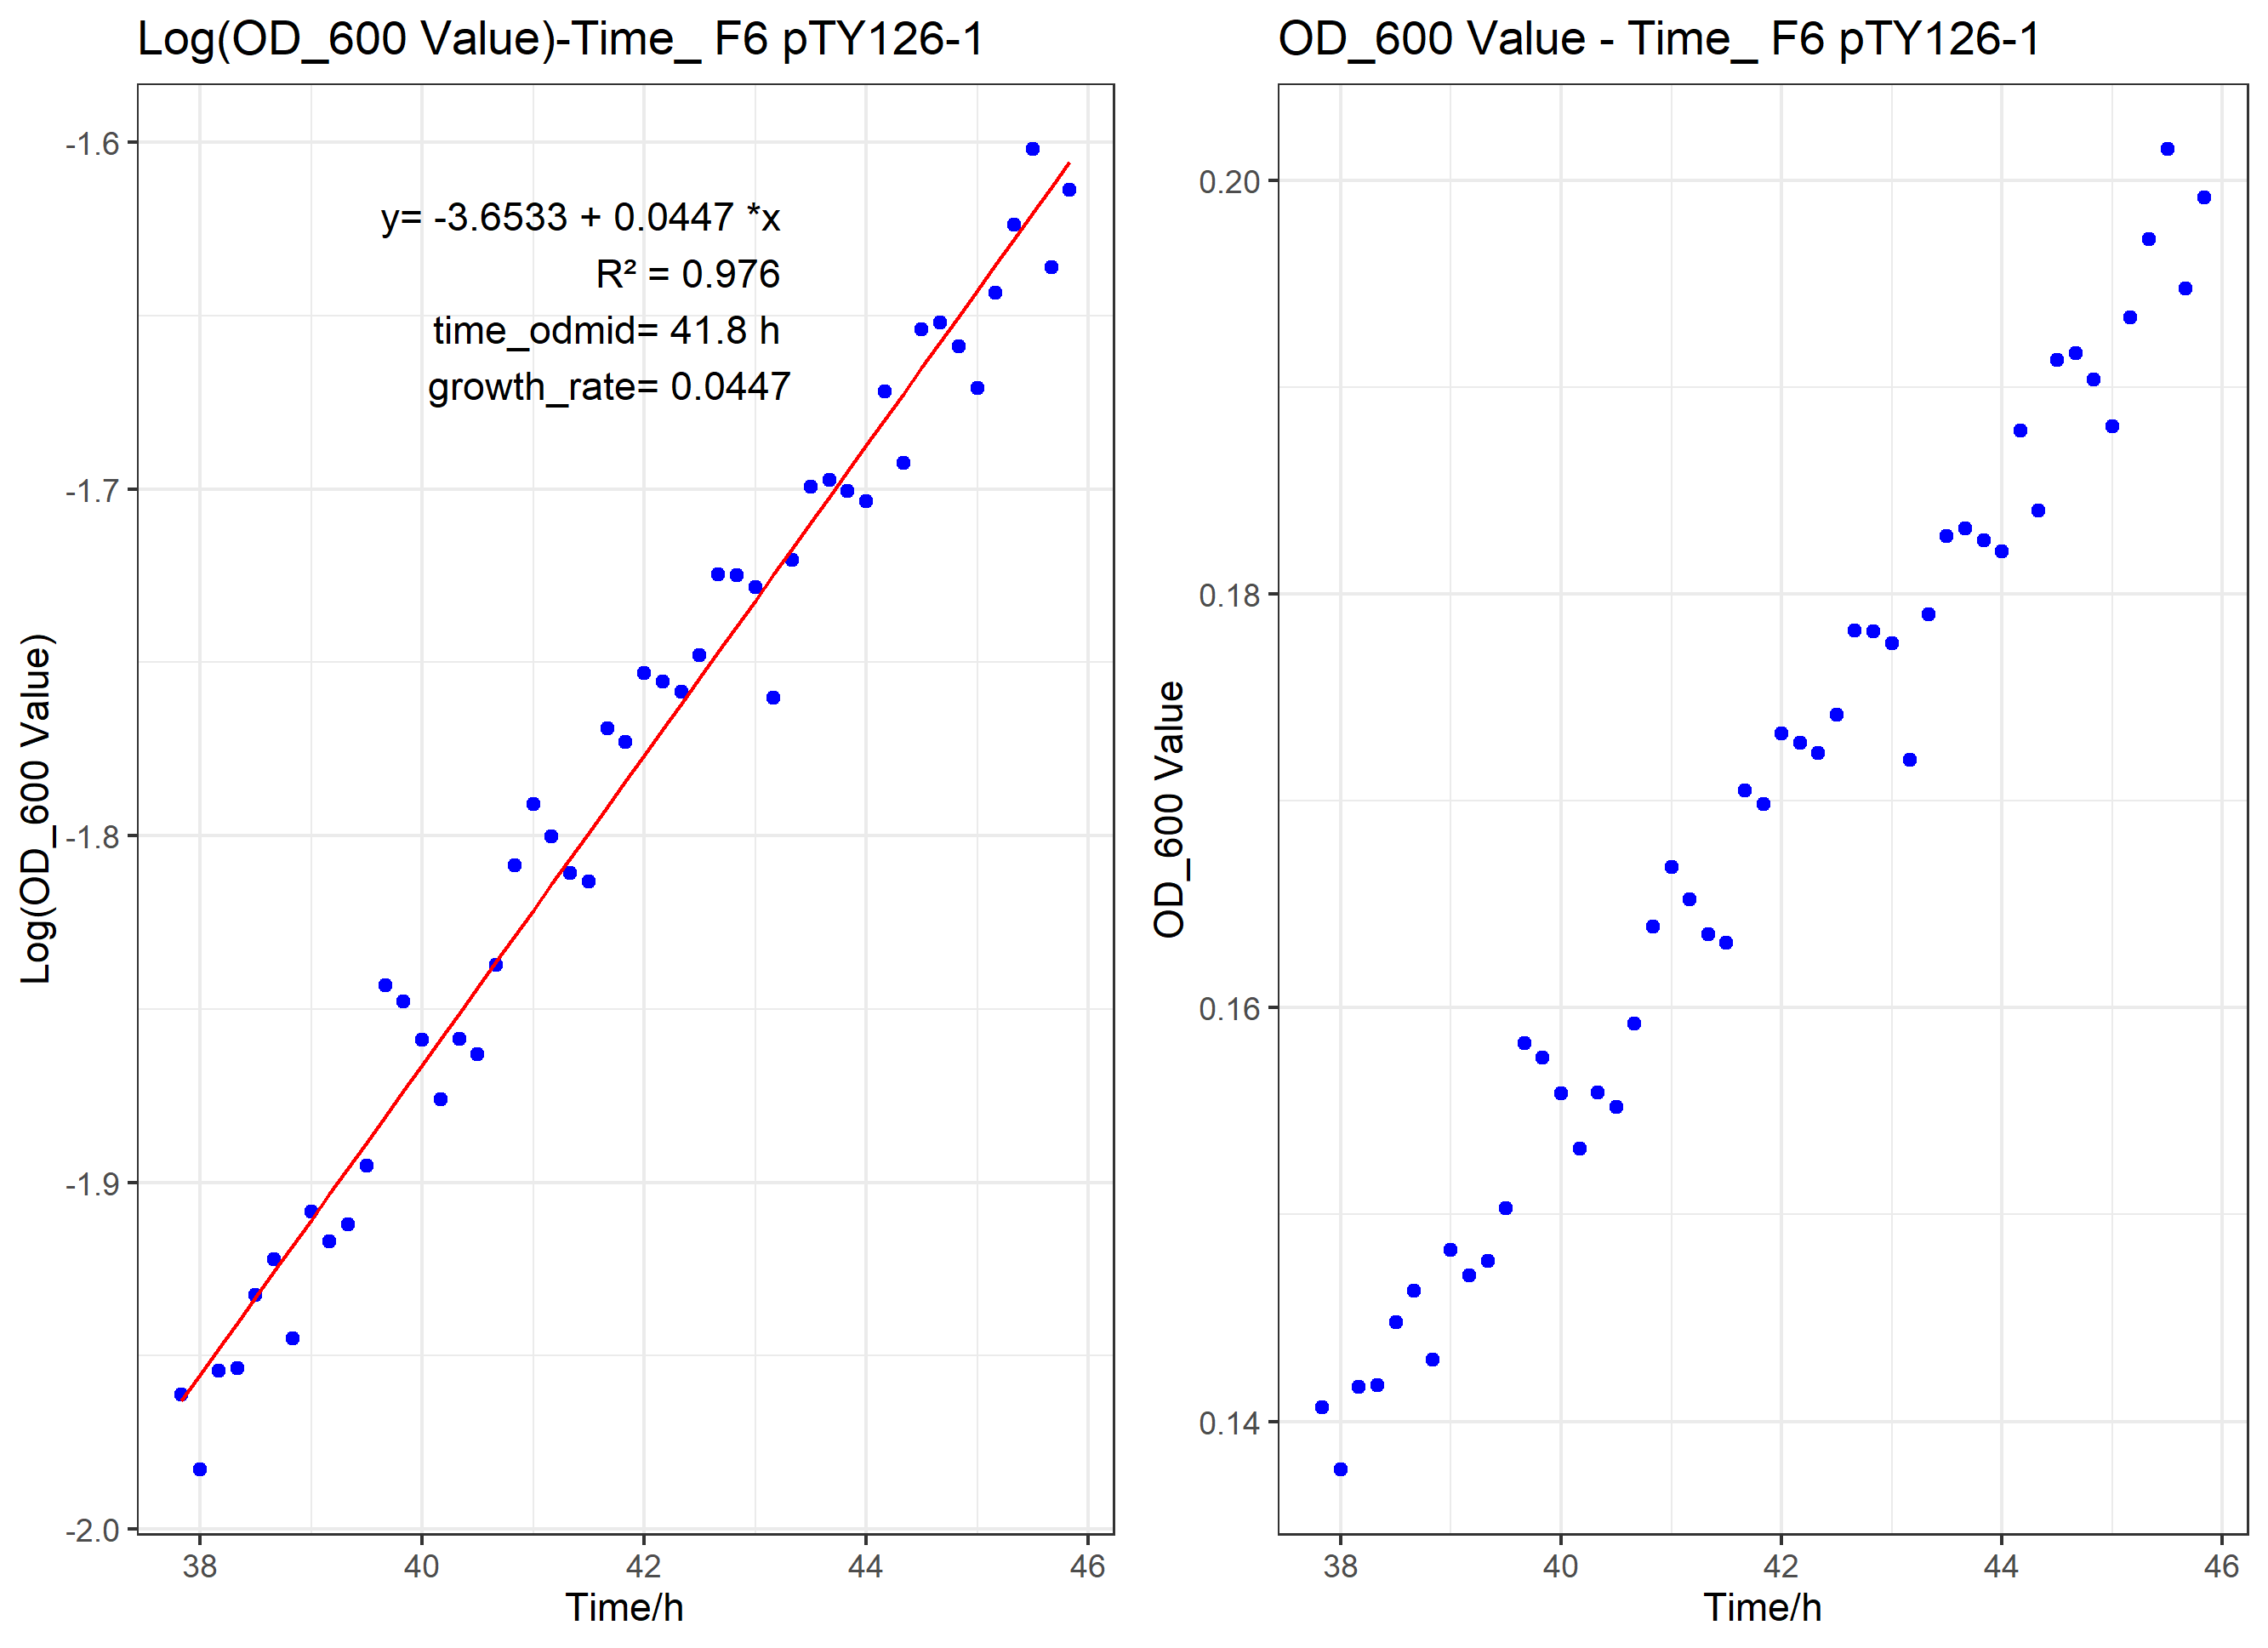 Log(OD_600 Value)-Time_ F6 pTY126-1
y= -3.6533 + 0.0447 *x
R² = 0.976
time_odmid= 41.8 h
growth_rate= 0.0447
Log(OD_600 Value)
-1.6
-1.7
-1.8
-1.9
-2.0
38 40 42 44 46
Time/h
OD_600 Value - Time_ F6 pTY126-1
OD_600 Value
0.20
0.18
0.16
0.14
38 40 42 44 46
Time/h